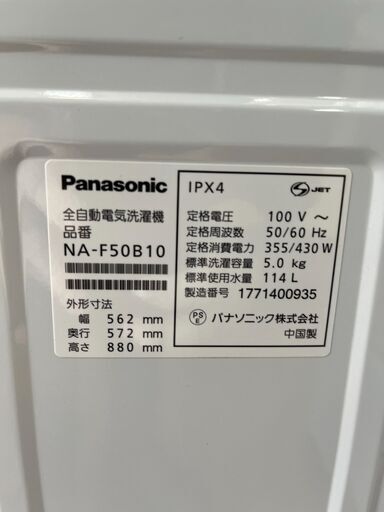 Panasonic
全自動電気洗濯機
品番
NA-F50B10
外形寸法
幅 562 mm
奥行 572 mm
高さ 880 mm
IPX4
S JET
定格電圧 100 V ～
定格周波数 50/60 Hz
定格消費電力 355/430 W
標準洗濯容量 5.0 kg
標準使用水量 114 L
製造番号 1771400935
PS E パナソニック株式会社
中国製